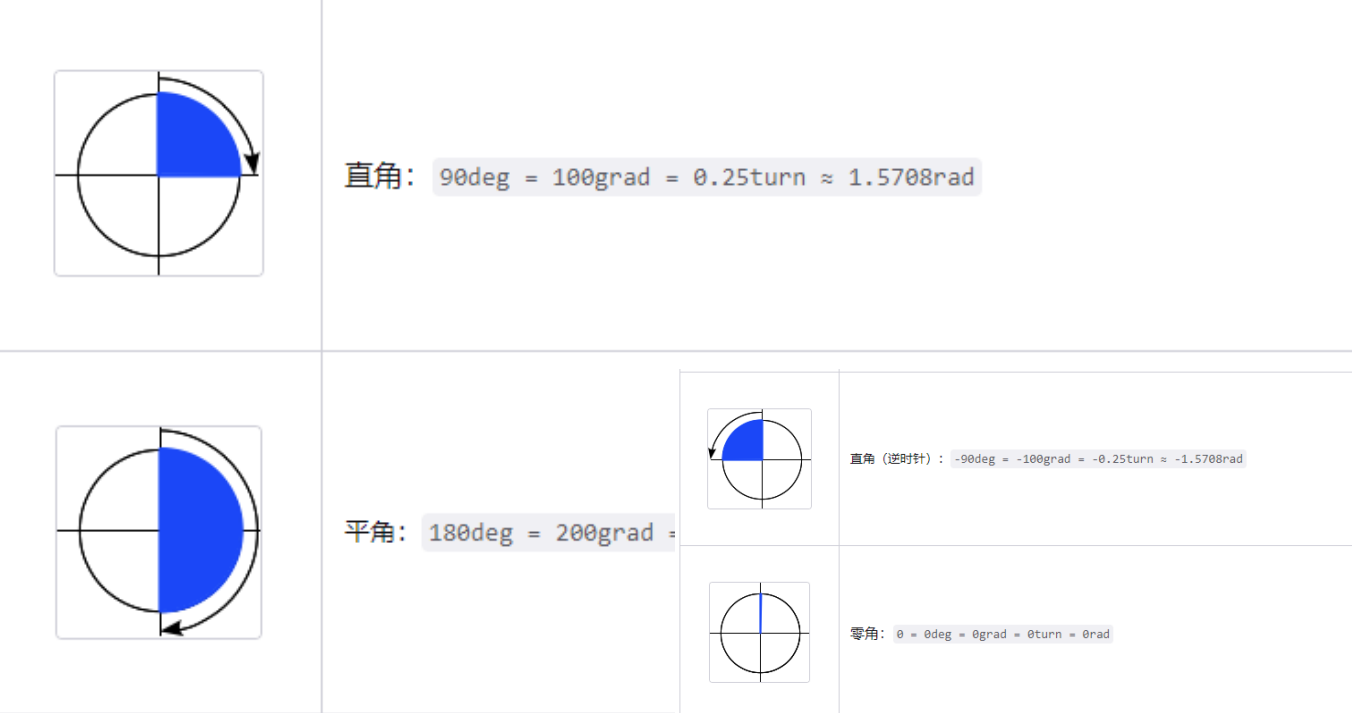 直角: 90deg = 100grad = 0.25turn ≈ 1.5708rad
平角: 180deg = 200grad =
直角（逆时针）: -90deg = -100grad = -0.25turn ≈ -1.5708rad
零角: 0 = 0deg = 0grad = 0turn = 0rad